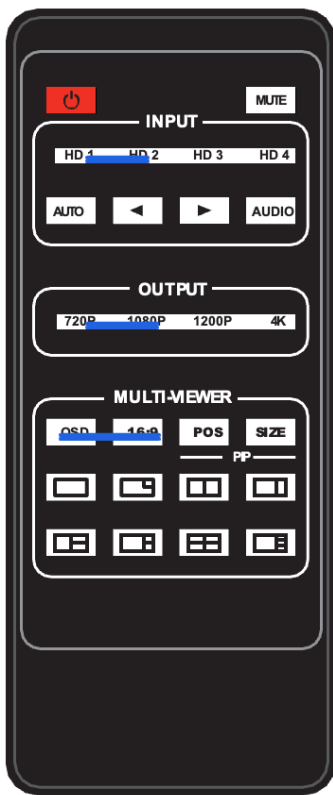 MUTE
INPUT
HD 1 HD 2 HD 3 HD 4
AUTO AUDIO
OUTPUT
720P 1080P 1200P 4K
MULTI-VIEWER
OSD 16:9 POS SIZE
PIP